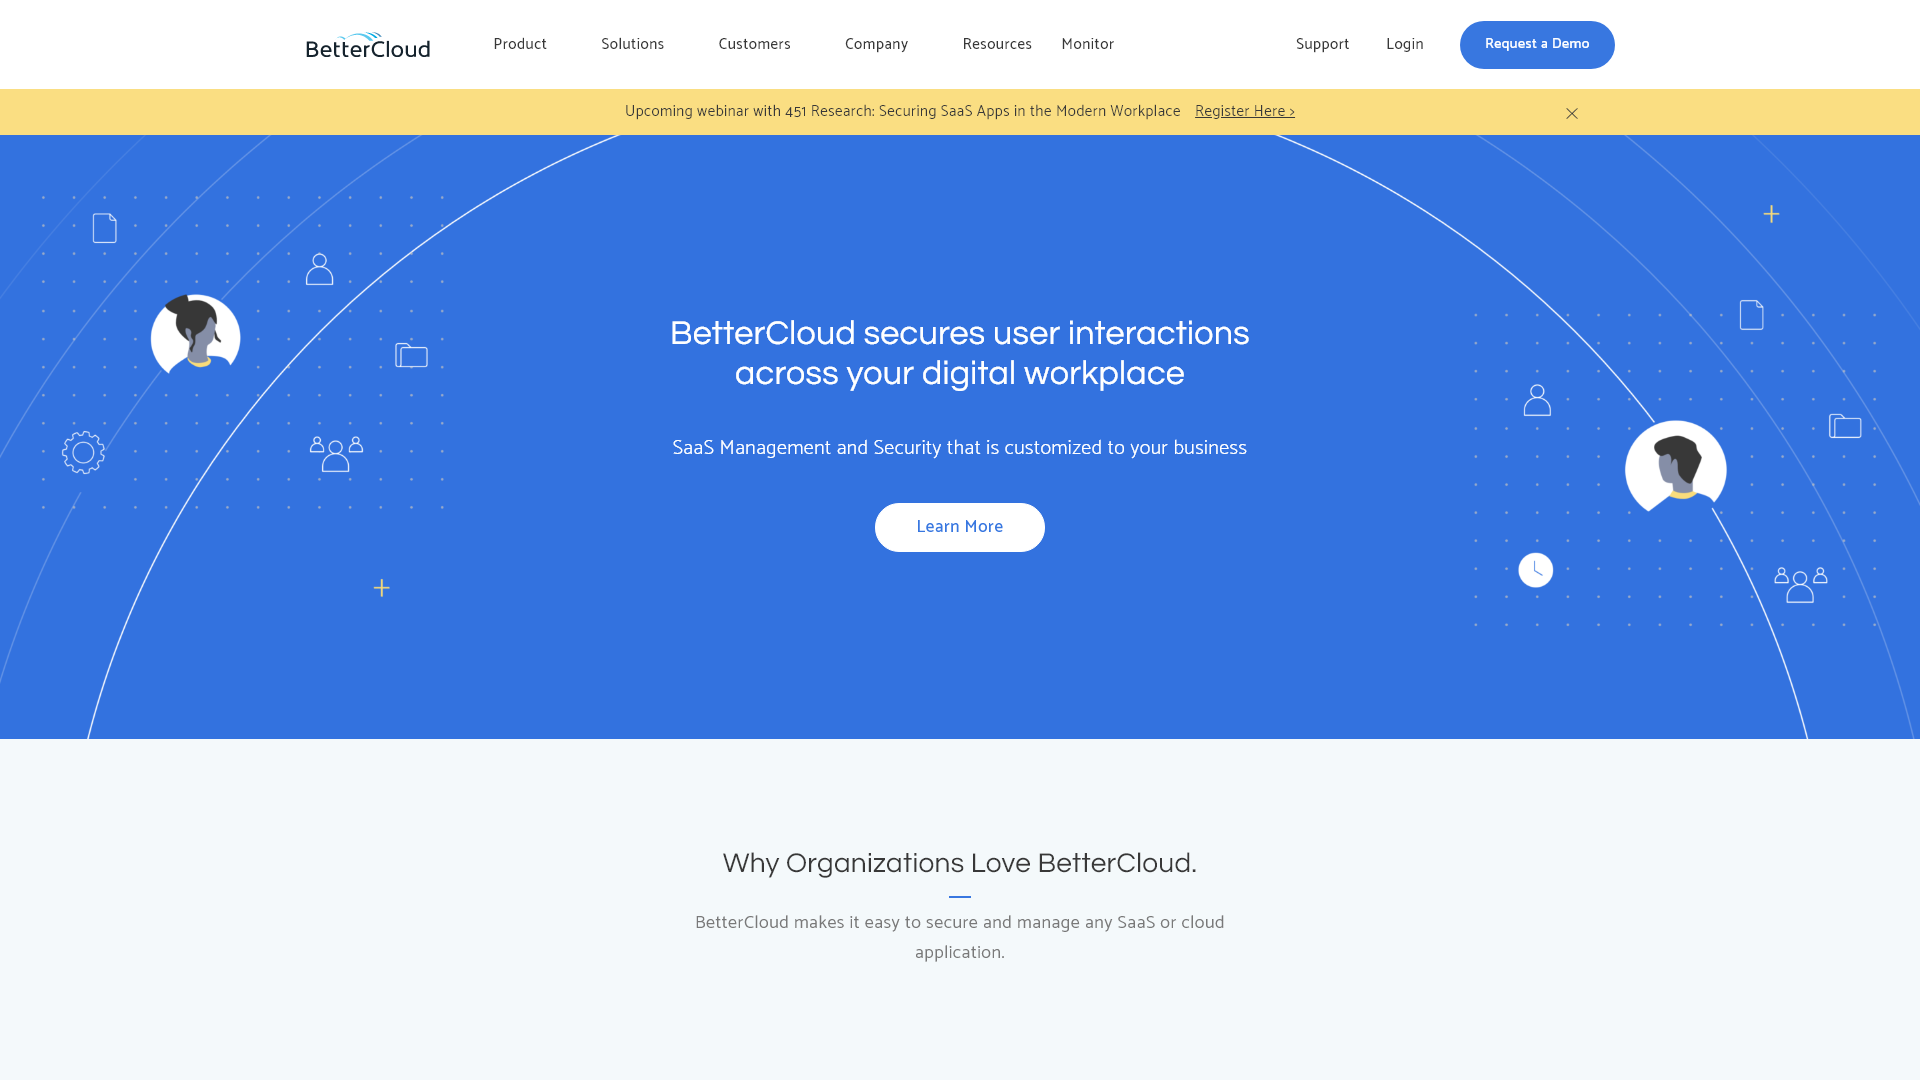 BetterCloud
Product
Solutions
Customers
Company
Resources
Monitor
Support
Login
Request a Demo
Upcoming webinar with 451 Research: Securing SaaS Apps in the Modern Workplace Register Here >
BetterCloud secures user interactions
across your digital workplace
SaaS Management and Security that is customized to your business
Learn More
Why Organizations Love BetterCloud.
BetterCloud makes it easy to secure and manage any SaaS or cloud
application.